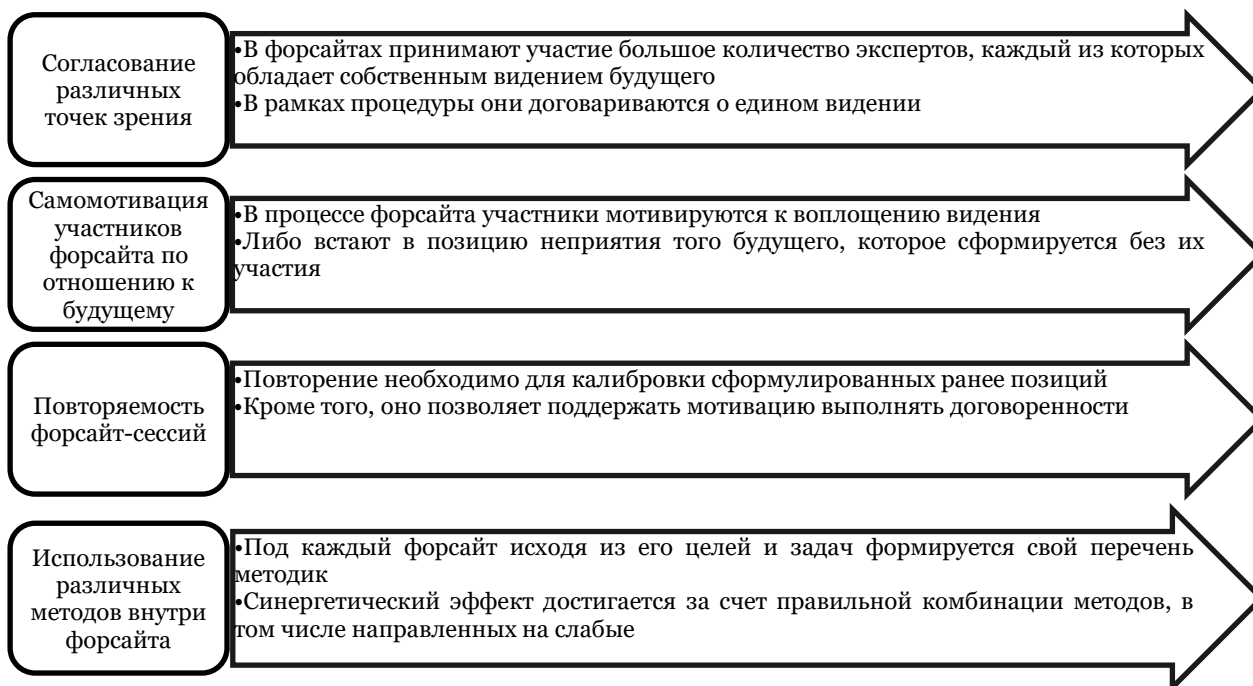 Согласование
различных
точек зрения
•В форсайтах принимают участие большое количество экспертов, каждый из которых
обладает собственным видением будущего
•В рамках процедуры они договариваются о едином видении
Самомотивация
участников
форсайта по
отношению к
будущему
•В процессе форсайта участники мотивируются к воплощению видения
•Либо встают в позицию неприятия того будущего, которое сформируется без их
участия
Повторяемость
форсайт-сессий
•Повторение необходимо для калибровки сформулированных ранее позиций
•Кроме того, оно позволяет поддержать мотивацию выполнять договоренности
Использование
различных
методов внутри
форсайта
•Под каждый форсайт исходя из его целей и задач формируется свой перечень
методик
•Синергетический эффект достигается за счет правильной комбинации методов, в
том числе направленных на слабые